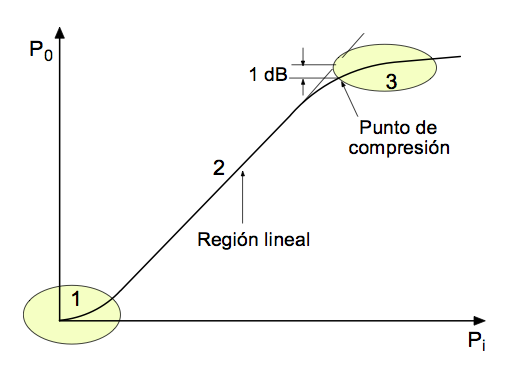 P0
1 dB
3
Punto de
compresión
2
Región lineal
1
Pi